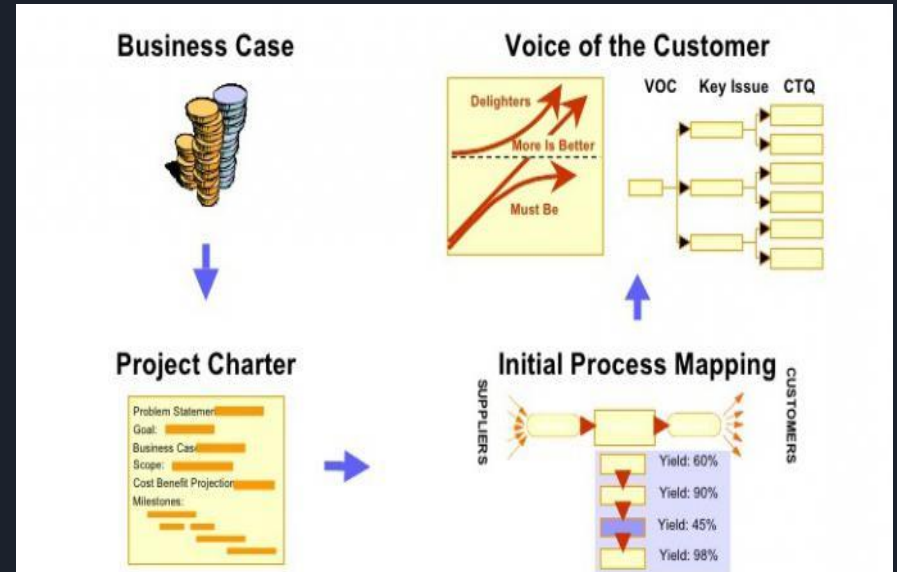 Business Case
Voice of the Customer
VOC Key Issue CTQ
Delighters
More Is Better
Must Be
Project Charter
Problem Statemen
Goal:
Business Cas
Scope:
Cost Benefit Projection
Milestones:
Initial Process Mapping
SUPPLIERS
CUSTOMERS
Yield: 60%
Yield: 90%
Yield: 45%
Yield: 98%